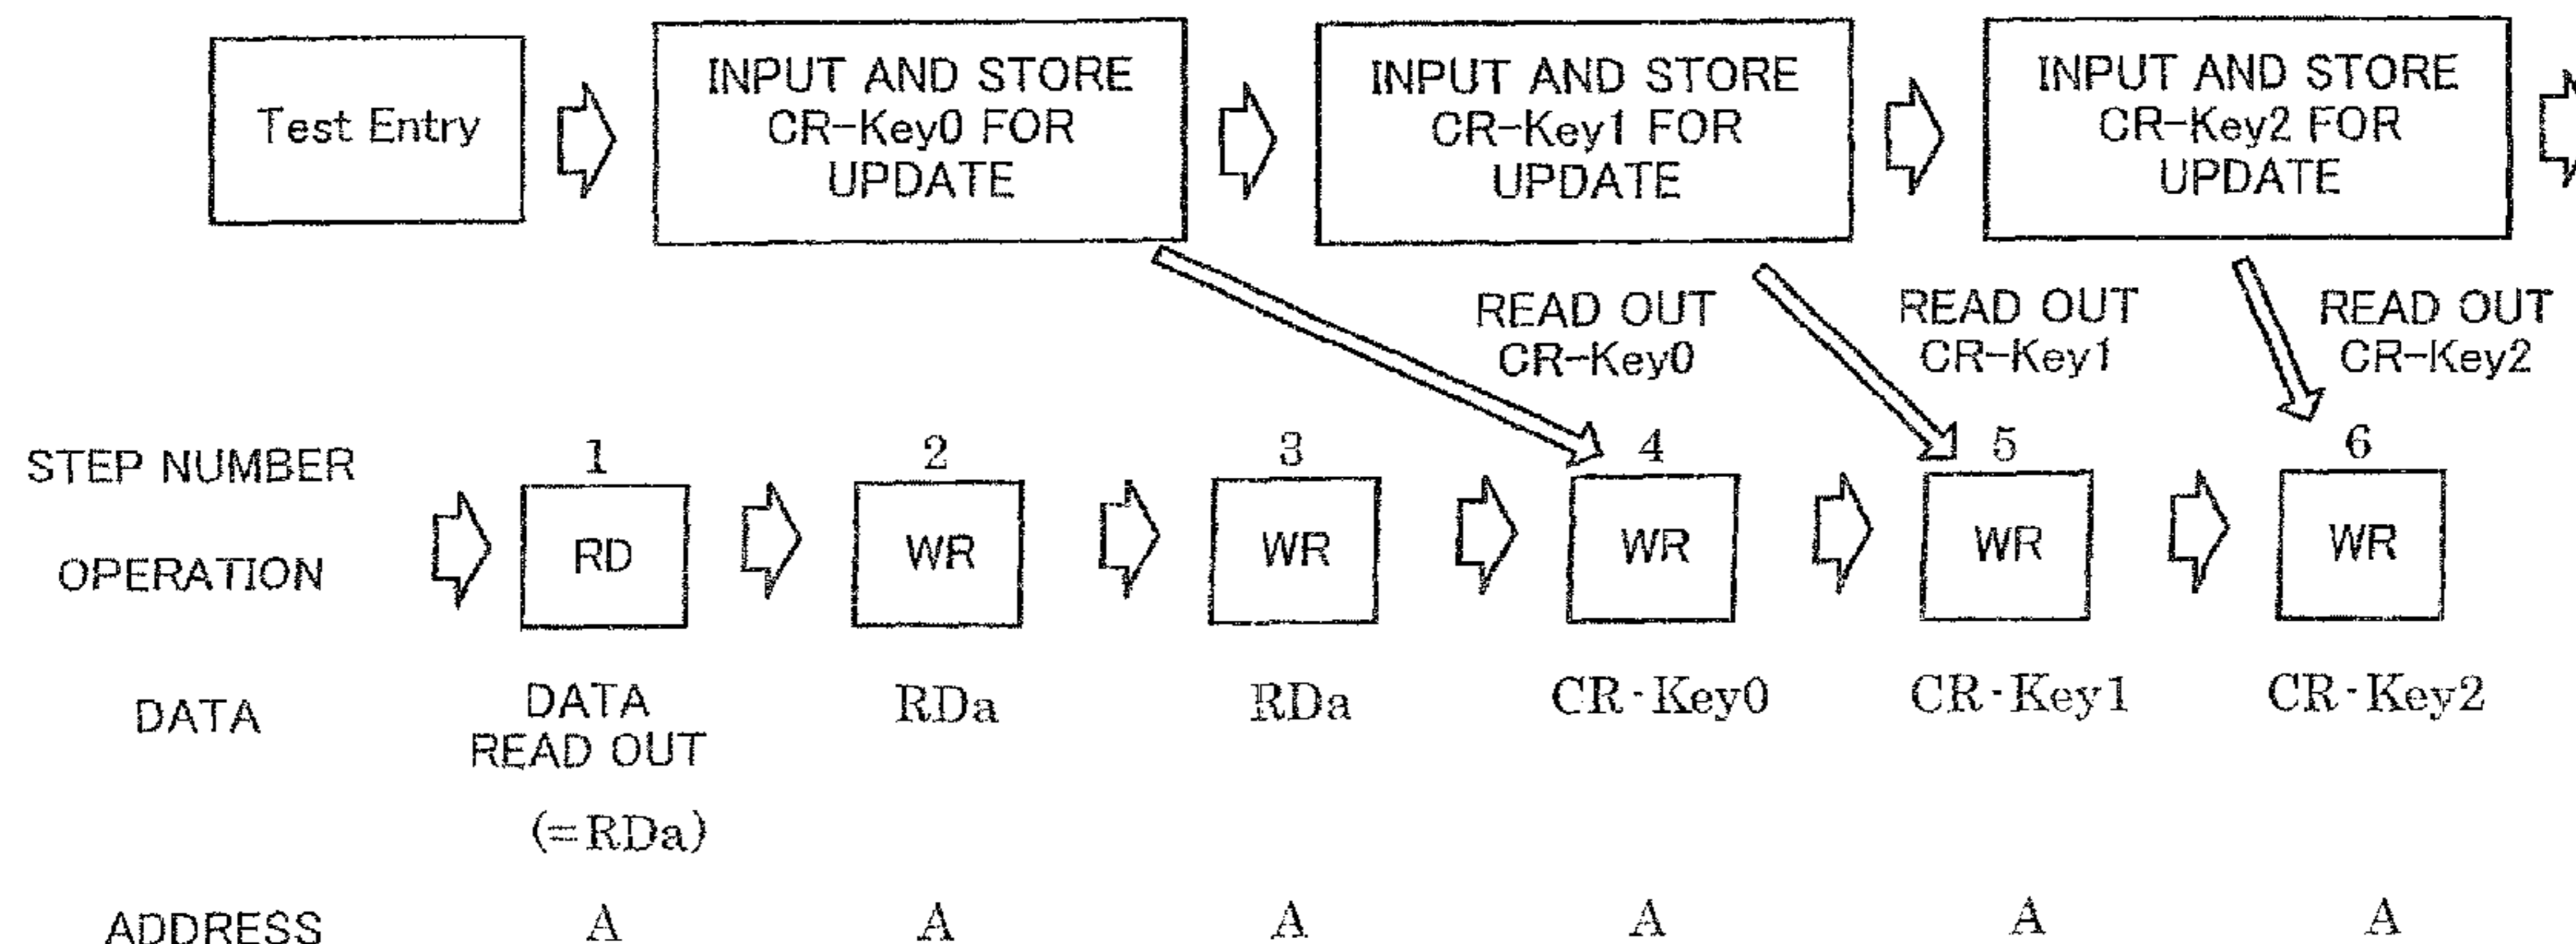 Test Entry
INPUT AND STORE
CR-Key0 FOR
UPDATE
INPUT AND STORE
CR-Key1 FOR
UPDATE
INPUT AND STORE
CR-Key2 FOR
UPDATE
READ OUT
CR-Key0
READ OUT
CR-Key1
READ OUT
CR-Key2
STEP NUMBER 1 2 3 4 5 6
OPERATION RD WR WR WR WR WR
DATA DATA READ OUT (=RDa) RDa RDa CR-Key0 CR-Key1 CR-Key2
ADDRESS A A A A A A